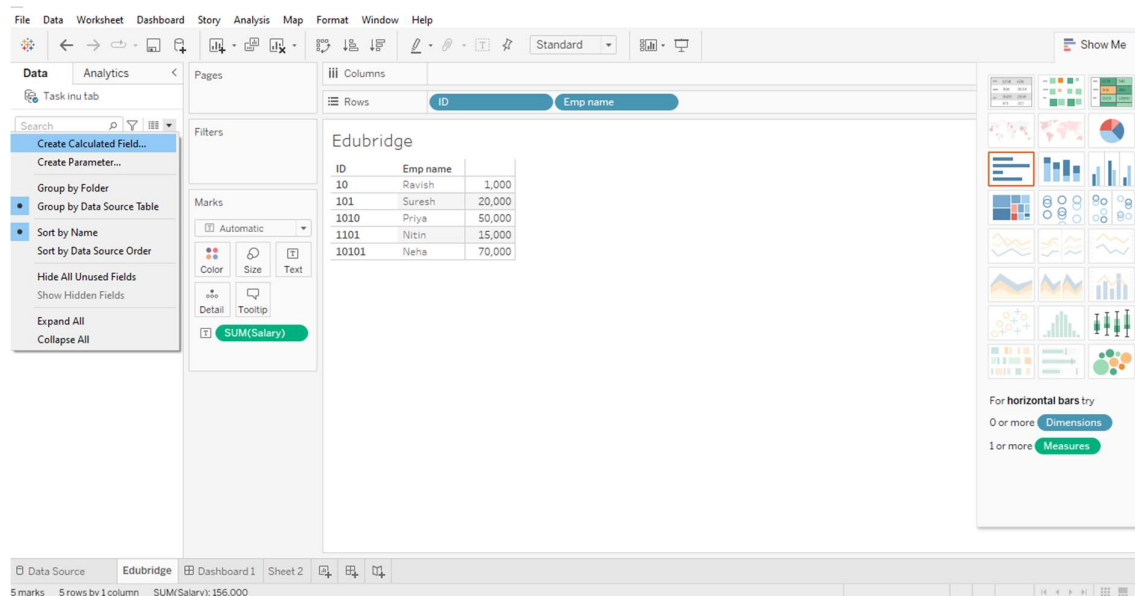 File Data Worksheet Dashboard Story Analysis Map Format Window Help
Standard
Show Me
Data Analytics
Task inu tab
Search
Create Calculated Field...
Create Parameter...
Group by Folder
Group by Data Source Table
Sort by Name
Sort by Data Source Order
Hide All Unused Fields
Show Hidden Fields
Expand All
Collapse All
Pages
Filters
Marks
Automatic
Color Size Text
Detail Tooltip
SUM(Salary)
Columns
Rows ID Emp name
Edubridge
ID Emp name
10 Ravish 1,000
101 Suresh 20,000
1010 Priya 50,000
1101 Nitin 15,000
10101 Neha 70,000
For horizontal bars try
0 or more Dimensions
1 or more Measures
Data Source Edubridge Dashboard 1 Sheet 2
5 marks 5 rows by 1 column SUM(Salary): 156,000